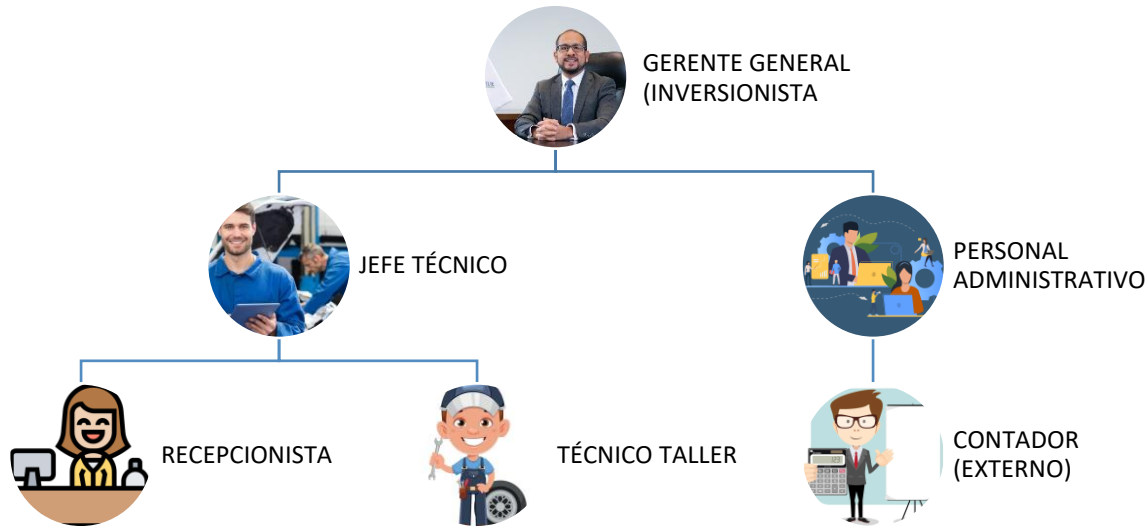 GERENTE GENERAL
(INVERSIONISTA
JEFE TÉCNICO
PERSONAL
ADMINISTRATIVO
RECEPCIONISTA
TÉCNICO TALLER
CONTADOR
(EXTERNO)